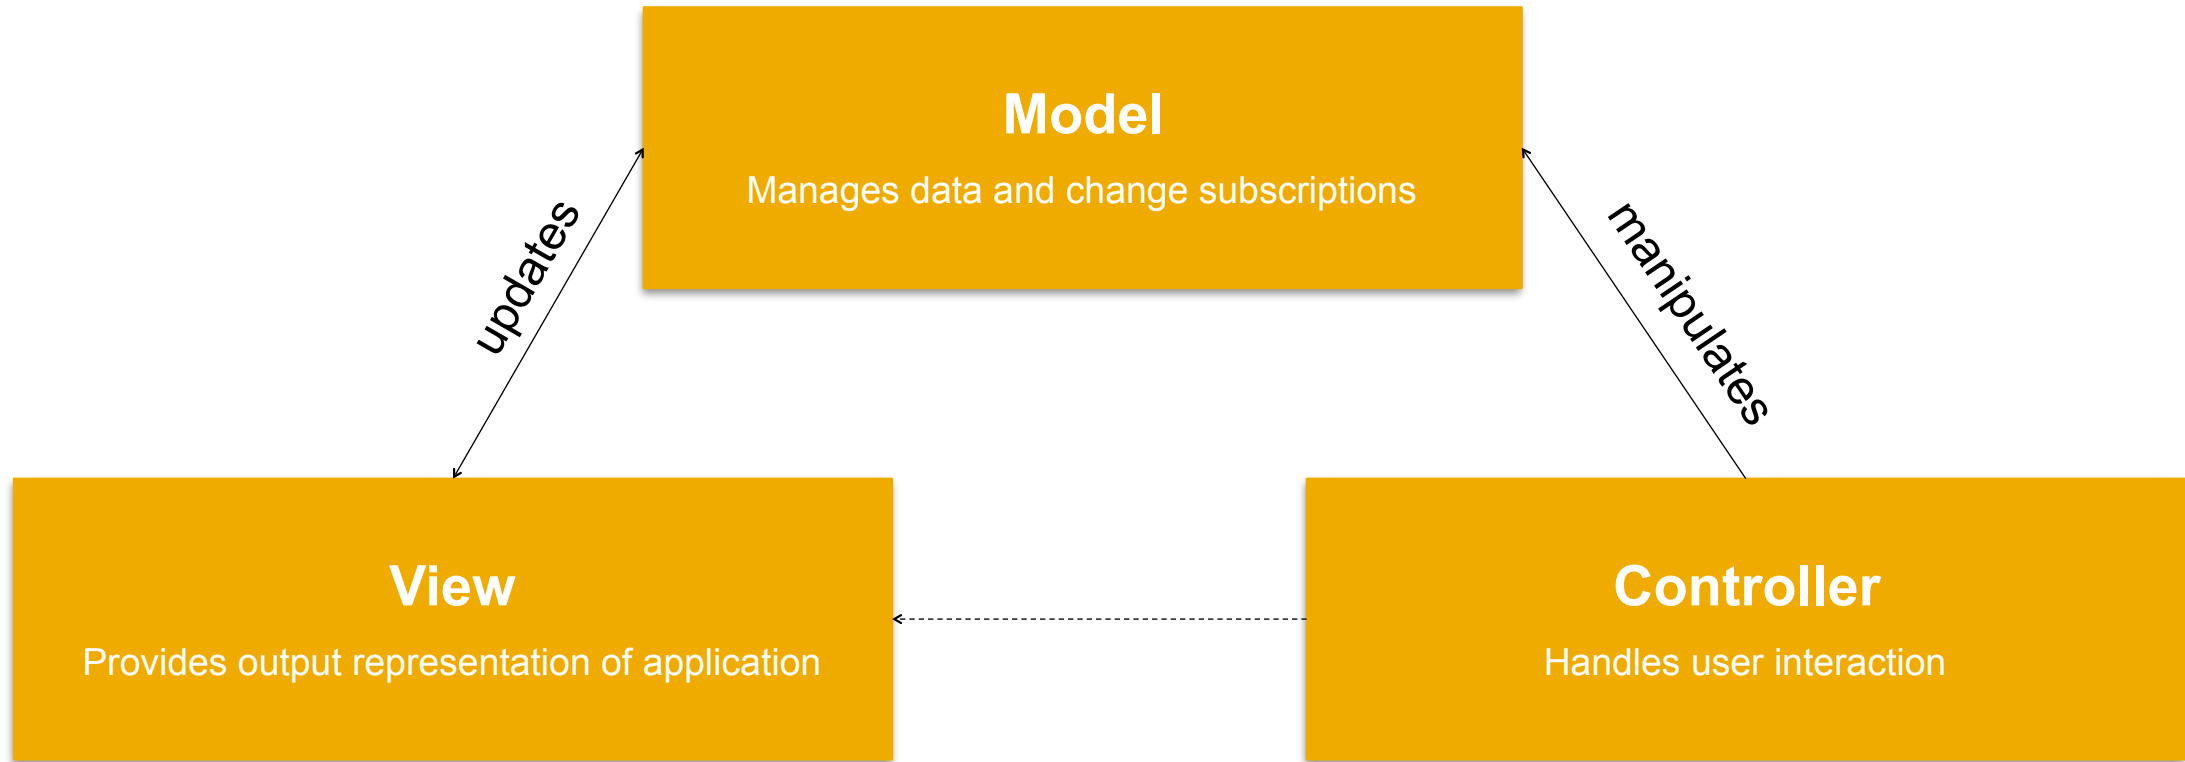 Model
Manages data and change subscriptions
updates
manipulates
View
Provides output representation of application
Controller
Handles user interaction